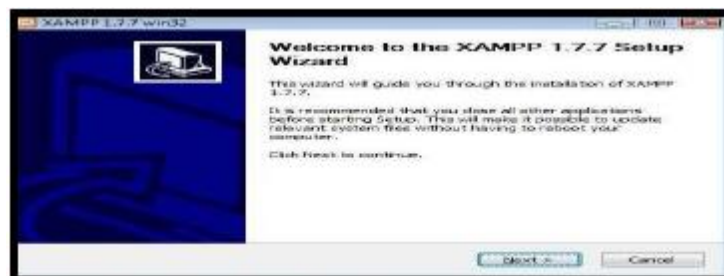 XAMPP 1.7.7 win32
Welcome to the XAMPP 1.7.7 Setup
Wizard
This wizard will guide you through the installation of XAMPP
1.7.7.
It is recommended that you close all other applications
before starting Setup. This will make it possible to update
relevant system files without having to reboot your
computer.
Click Next to continue.
Next >
Cancel